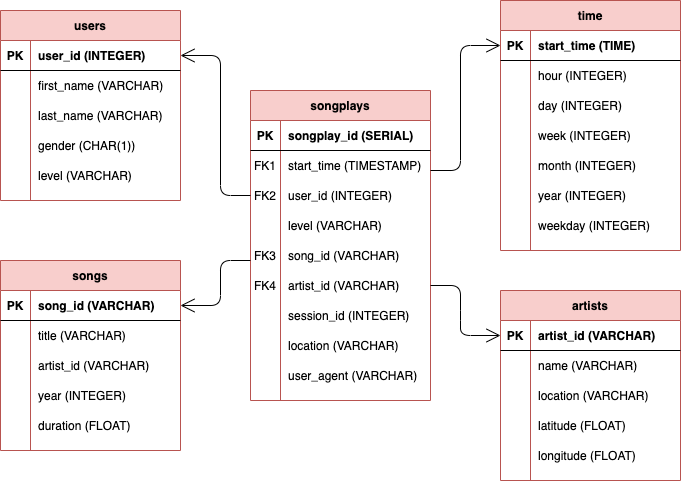 users
PK user_id (INTEGER)
first_name (VARCHAR)
last_name (VARCHAR)
gender (CHAR(1))
level (VARCHAR)
songs
PK song_id (VARCHAR)
title (VARCHAR)
artist_id (VARCHAR)
year (INTEGER)
duration (FLOAT)
songplays
PK songplay_id (SERIAL)
FK1 start_time (TIMESTAMP)
FK2 user_id (INTEGER)
level (VARCHAR)
FK3 song_id (VARCHAR)
FK4 artist_id (VARCHAR)
session_id (INTEGER)
location (VARCHAR)
user_agent (VARCHAR)
time
PK start_time (TIME)
hour (INTEGER)
day (INTEGER)
week (INTEGER)
month (INTEGER)
year (INTEGER)
weekday (INTEGER)
artists
PK artist_id (VARCHAR)
name (VARCHAR)
location (VARCHAR)
latitude (FLOAT)
longitude (FLOAT)